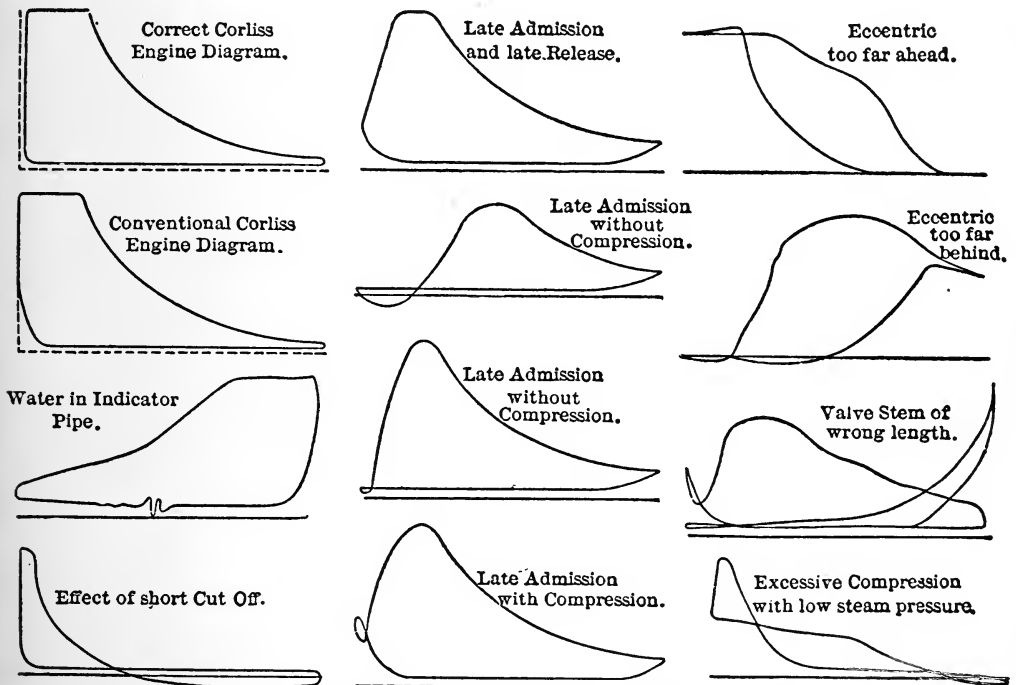 Correct Corliss
Engine Diagram.
Late Admission
and late Release.
Eccentric
too far ahead.
Conventional Corliss
Engine Diagram.
Late Admission
without
Compression.
Eccentric
too far
behind.
Water in Indicator
Pipe.
Late Admission
without
Compression.
Valve Stem of
wrong length.
Effect of short Cut Off.
Late Admission
with Compression.
Excessive Compression
with low steam pressure.